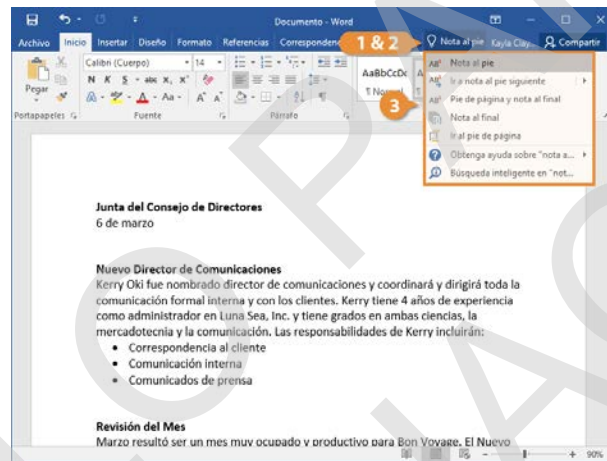 Documento - Word
Archivo Inicio Insertar Diseño Formato Referencias Correspondenc
1 & 2
Nota al pie Kayla Clay... Compartir
Calibri (Cuerpo) 14
N K S abc X, X²
Aa A A
Pegar
AaBbCcDc
1 Normal
Portapapeles Fuente Párrafo
3
Nota al pie
Ir a nota al pie siguiente
Pie de página y nota al final
Nota al final
Ir al pie de página
Obtenga ayuda sobre "nota a...
Búsqueda inteligente en "not...
Junta del Consejo de Directores
6 de marzo
Nuevo Director de Comunicaciones
Kerry Oki fue nombrado director de comunicaciones y coordinará y dirigirá toda la
comunicación formal interna y con los clientes. Kerry tiene 4 años de experiencia
como administrador en Luna Sea, Inc. y tiene grados en ambas ciencias, la
mercadotecnia y la comunicación. Las responsabilidades de Kerry incluirán:
• Correspondencia al cliente
• Comunicación interna
• Comunicados de prensa
Revisión del Mes
Marzo resultó ser un mes muy ocupado y productivo para Bon Voyage. El Nuevo
90%